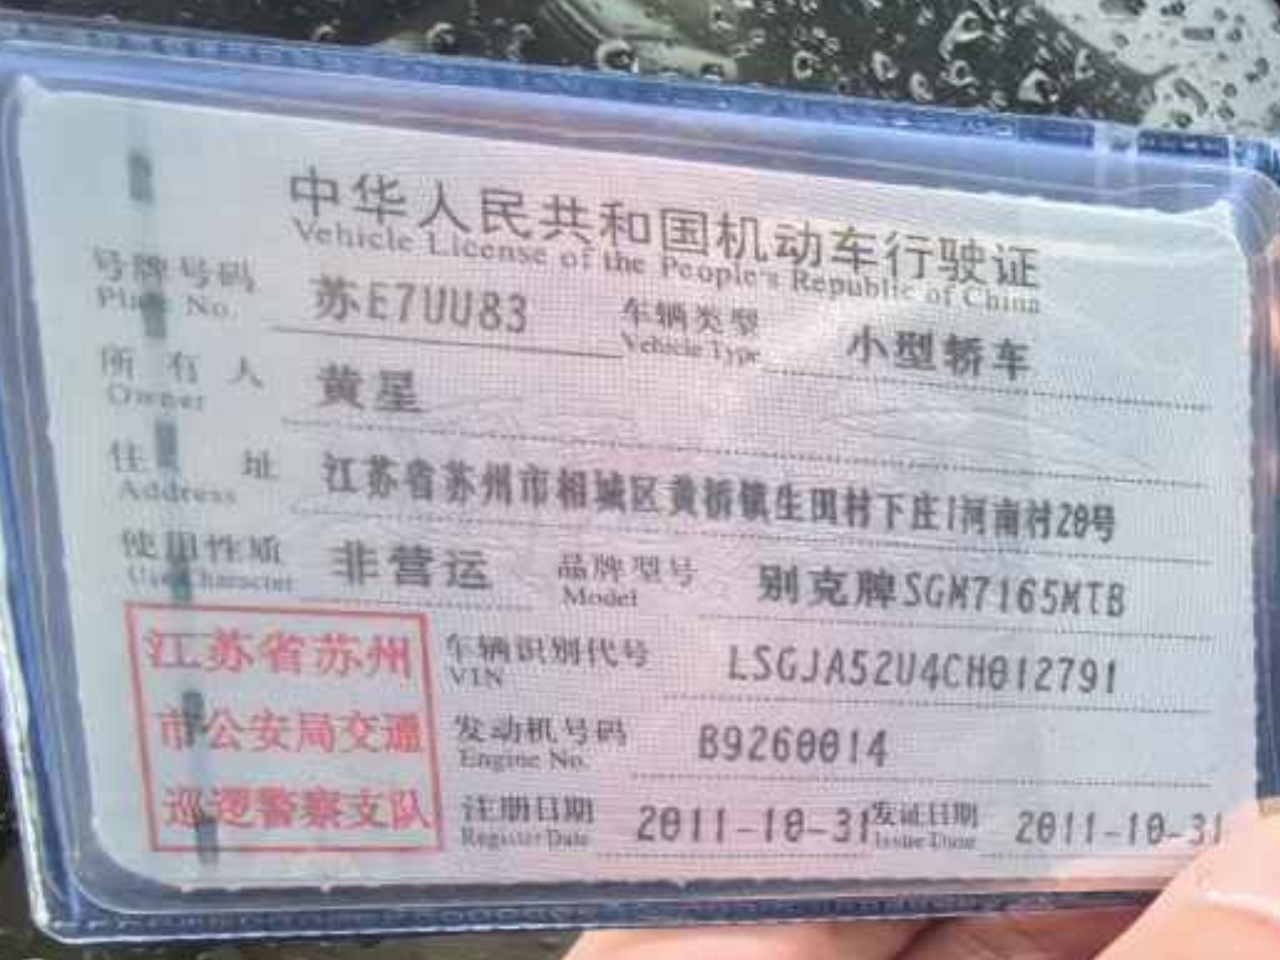 中华人民共和国机动车行驶证
Vehicle License of the People's Republic of China
号牌号码 苏E7UU83 车辆类型 小型轿车
Plate No. Vehicle Type
所有人 黄星
Owner
住址 江苏省苏州市相城区黄桥镇生田村下庄1河南村20号
Address
使用性质 非营运 品牌型号 别克牌SGM7165MTB
Use Character Model
江苏省苏州 车辆识别代号 LSGJA52U4CH012791
VIN
市公安局交通 发动机号码 B9260014
Engine No.
巡逻警察支队 注册日期 2011-10-31 发证日期 2011-10-31
Register Date Issue Date